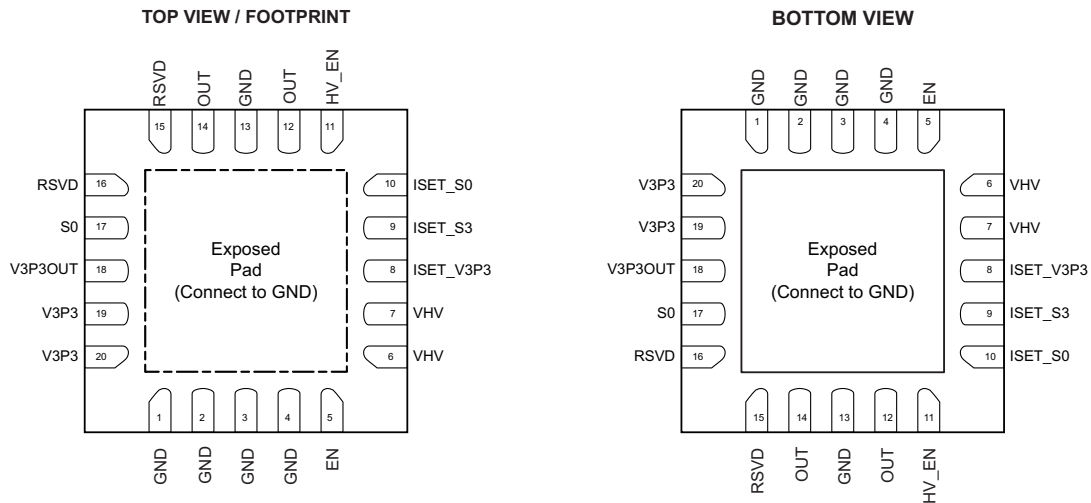 TOP VIEW / FOOTPRINT
RSVD
OUT
GND
OUT
HV_EN
15
14
13
12
11
RSVD 16
S0 17
V3P3OUT 18
V3P3 19
V3P3 20
Exposed
Pad
(Connect to GND)
10 ISET_S0
9 ISET_S3
8 ISET_V3P3
7 VHV
6 VHV
1
2
3
4
5
GND
GND
GND
GND
EN
BOTTOM VIEW
GND
GND
GND
GND
EN
1
2
3
4
5
V3P3 20
V3P3 19
V3P3OUT 18
S0 17
RSVD 16
Exposed
Pad
(Connect to GND)
6 VHV
7 VHV
8 ISET_V3P3
9 ISET_S3
10 ISET_S0
15
14
13
12
11
RSVD
OUT
GND
OUT
HV_EN